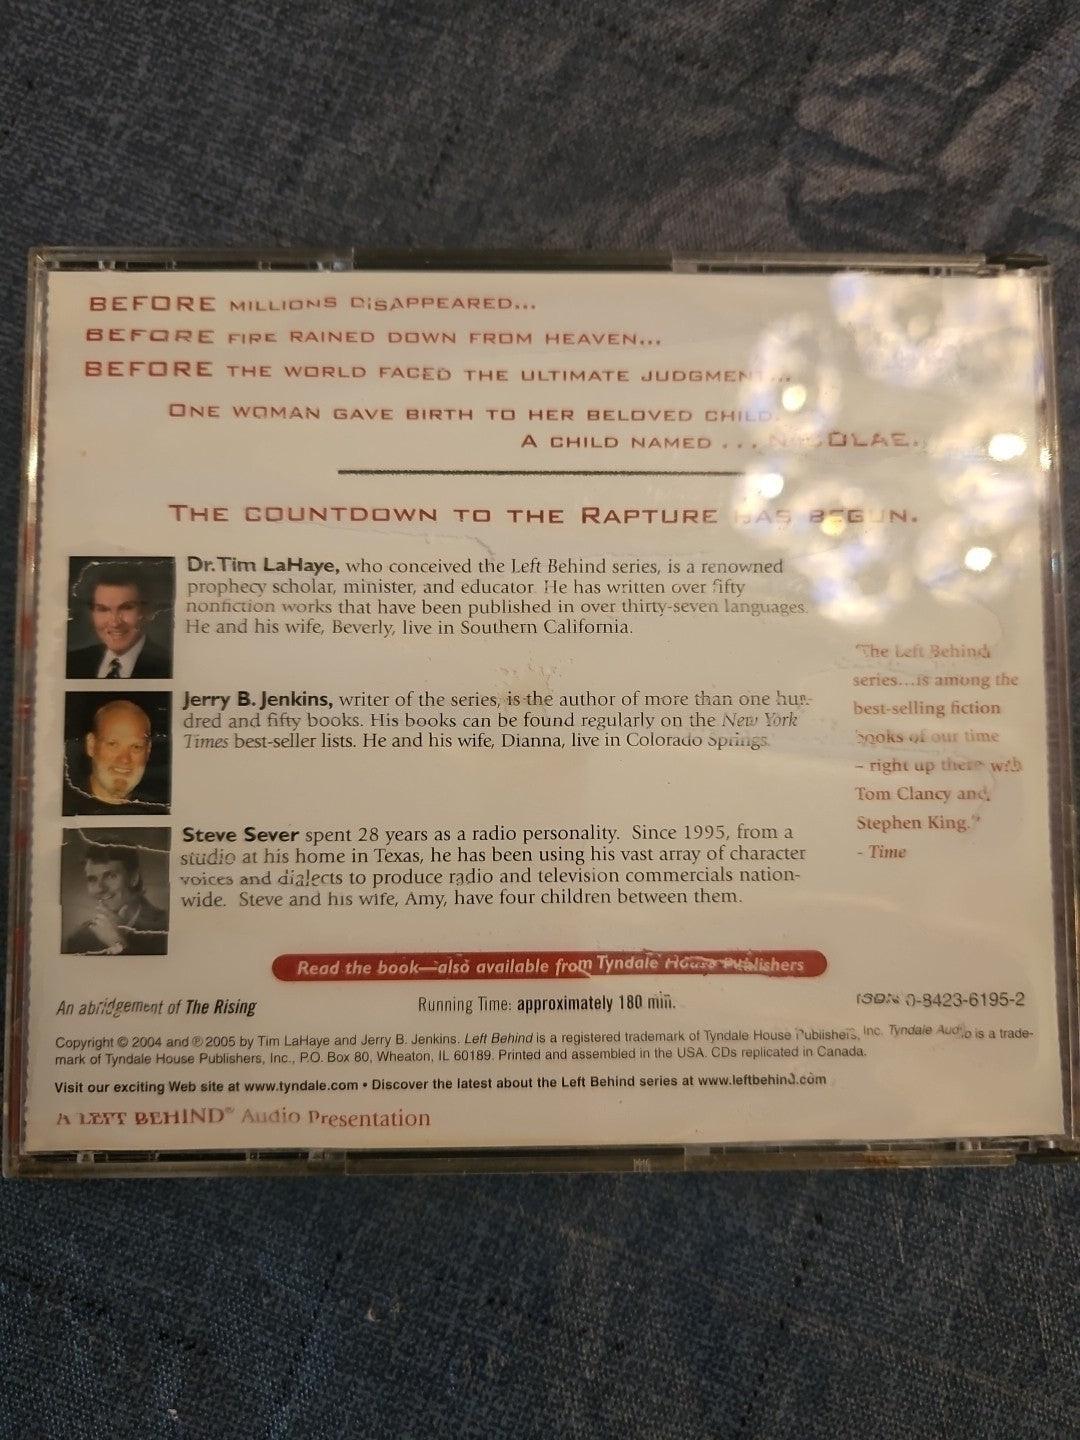 BEFORE MILLIONS DISAPPEARED...
BEFORE FIRE RAINED DOWN FROM HEAVEN...
BEFORE THE WORLD FACED THE ULTIMATE JUDGMENT...
ONE WOMAN GAVE BIRTH TO HER BELOVED CHILD.
A CHILD NAMED ... NICOLAE.
THE COUNTDOWN TO THE RAPTURE HAS BEGUN.
Dr. Tim LaHaye, who conceived the Left Behind series, is a renowned
prophecy scholar, minister, and educator. He has written over fifty
nonfiction works that have been published in over thirty-seven languages.
He and his wife, Beverly, live in Southern California.
Jerry B. Jenkins, writer of the series, is the author of more than one hun-
dred and fifty books. His books can be found regularly on the New York
Times best-seller lists. He and his wife, Dianna, live in Colorado Springs.
Steve Sever spent 28 years as a radio personality. Since 1995, from a
studio at his home in Texas, he has been using his vast array of character
voices and dialects to produce radio and television commercials nation-
wide. Steve and his wife, Amy, have four children between them.
"The Left Behind
series...is among the
best-selling fiction
books of our time
– right up there with
Tom Clancy and
Stephen King."
- Time
Read the book—also available from Tyndale House Publishers
An abridgement of The Rising
Running Time: approximately 180 min.
ISBN 0-8423-6195-2
Copyright © 2004 and ℗ 2005 by Tim LaHaye and Jerry B. Jenkins. Left Behind is a registered trademark of Tyndale House Publishers, Inc. Tyndale Audio is a trade-
mark of Tyndale House Publishers, Inc., P.O. Box 80, Wheaton, IL 60189. Printed and assembled in the USA. CDs replicated in Canada.
Visit our exciting Web site at www.tyndale.com • Discover the latest about the Left Behind series at www.leftbehind.com
A LEFT BEHIND® Audio Presentation